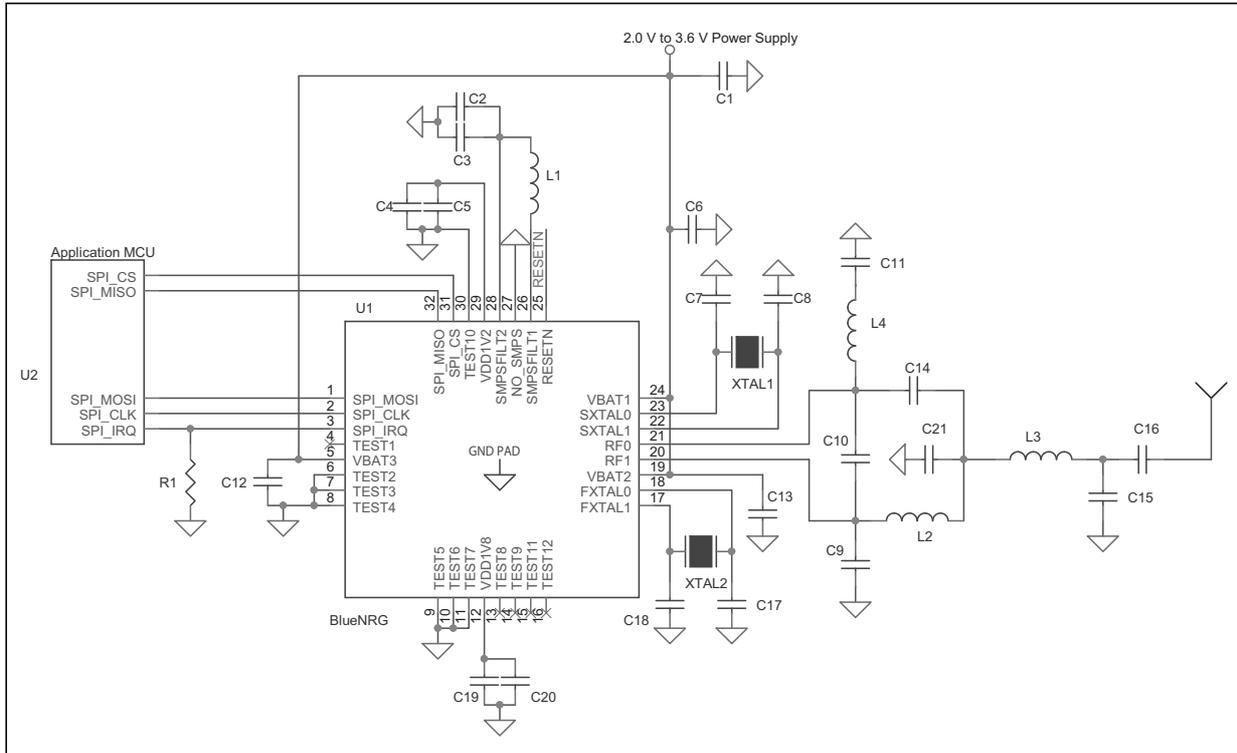 2.0 V to 3.6 V Power Supply
C1
C2
C3
L1
C4 C5
C6
RESETN
Application MCU
SPI_CS
SPI_MISO
U2
SPI_MOSI
SPI_CLK
SPI_IRQ
R1
C12
U1
32 31 30 29 28 27 26 25
SPI_MISO
SPI_CS
TEST10
VDD1V2
SMPSFILT2
NO_SMPS
SMPSFILT1
RESETN
1 SPI_MOSI
2 SPI_CLK
3 SPI_IRQ
4 TEST1
5 VBAT3
6 TEST2
7 TEST3
8 TEST4
GND PAD
VBAT1 24
SXTAL0 23
SXTAL1 22
RF0 21
RF1 20
VBAT2 19
FXTAL0 18
FXTAL1 17
TEST5
TEST6
TEST7
VDD1V8
TEST8
TEST9
TEST11
TEST12
9 10 11 12 13 14 15 16
BlueNRG
C19 C20
C7 C8
XTAL1
C13
XTAL2
C18 C17
C11
L4
C14
C10
C21
L2
C9
L3
C16
C15